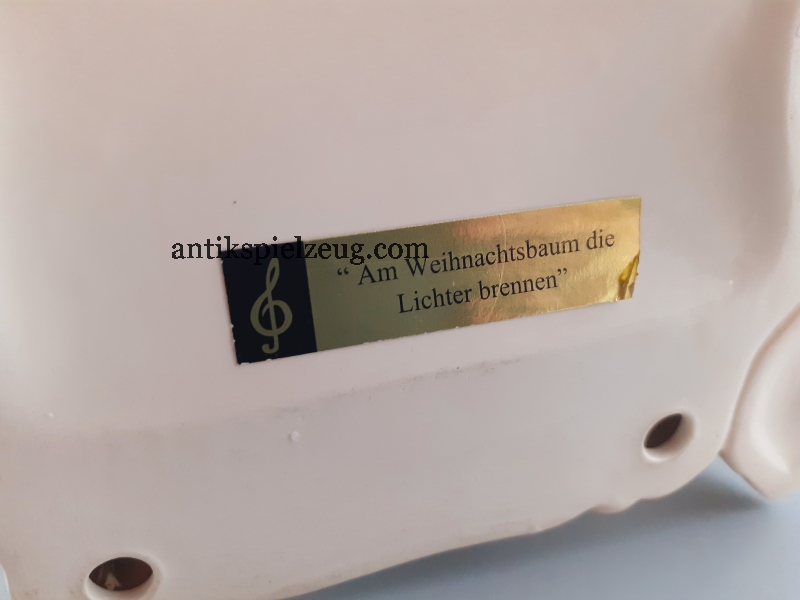 antikspielzeug.com
“ Am Weihnachtsbaum die
Lichter brennen”